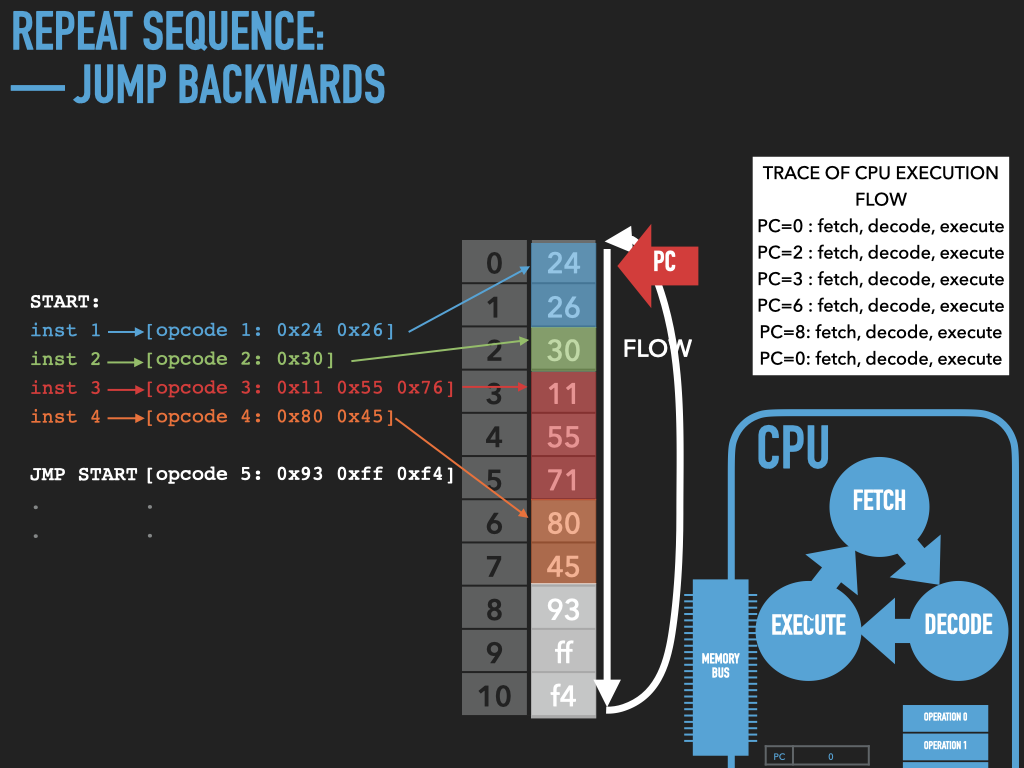 REPEAT SEQUENCE:
— JUMP BACKWARDS
TRACE OF CPU EXECUTION
FLOW
PC=0 : fetch, decode, execute
PC=2 : fetch, decode, execute
PC=3 : fetch, decode, execute
PC=6 : fetch, decode, execute
PC=8: fetch, decode, execute
PC=0: fetch, decode, execute
START:
inst 1 [opcode 1: 0x24 0x26]
inst 2 [opcode 2: 0x30]
inst 3 [opcode 3: 0x11 0x55 0x76]
inst 4 [opcode 4: 0x80 0x45]
JMP START [opcode 5: 0x93 0xff 0xf4]
. .
. .
0 24
1 26
2 30
3 11
4 55
5 71
6 80
7 45
8 93
9 ff
10 f4
PC
FLOW
CPU
FETCH
EXECUTE
DECODE
MEMORY
BUS
OPERATION 0
OPERATION 1
PC 0